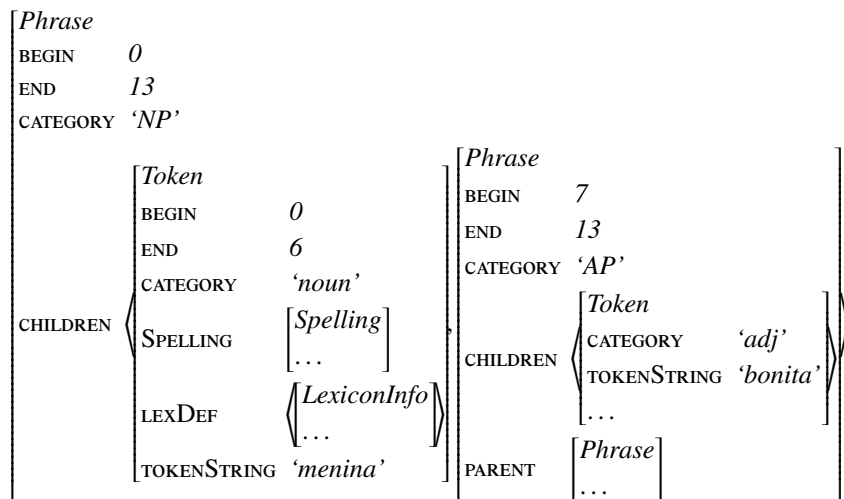 Phrase
BEGIN 0
END 13
CATEGORY ‘NP’
CHILDREN
Token
BEGIN 0
END 6
CATEGORY ‘noun’
SPELLING [Spelling ...]
LEXDEF ⟨[LexiconInfo ...]⟩
TOKENSTRING ‘menina’
,
Phrase
BEGIN 7
END 13
CATEGORY ‘AP’
CHILDREN
Token
CATEGORY ‘adj’
TOKENSTRING ‘bonita’
...
PARENT [Phrase ...]